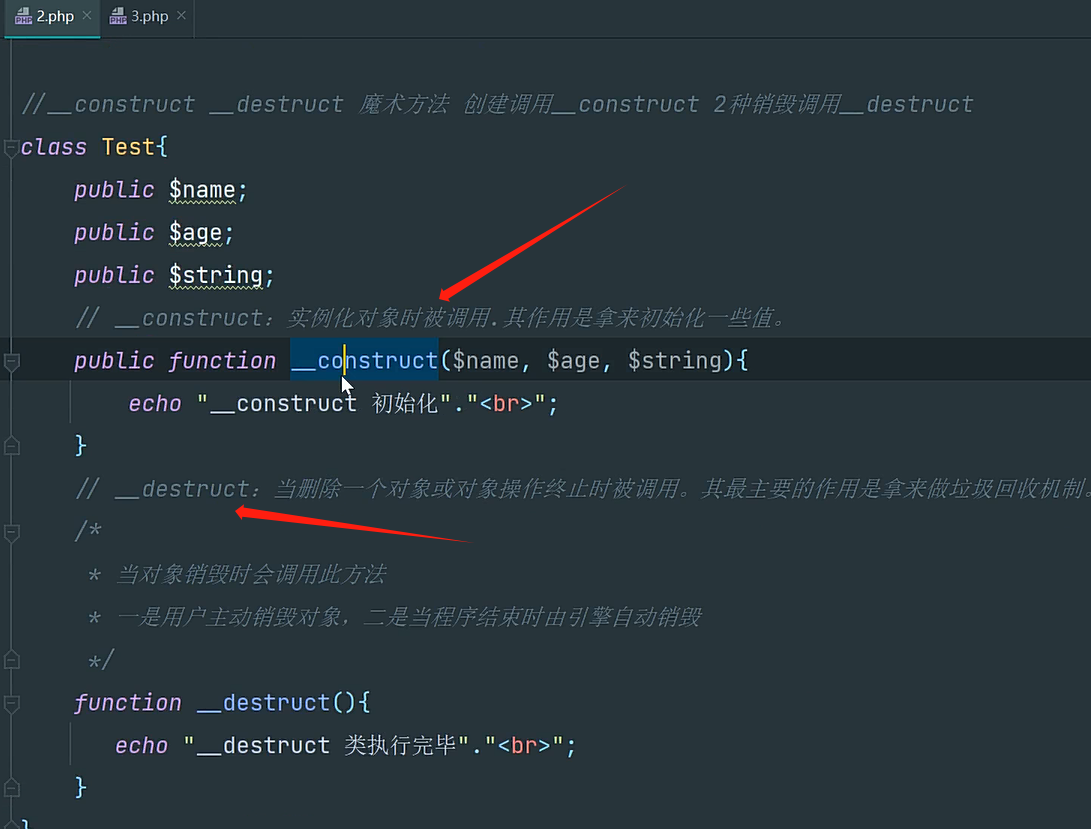 2.php 3.php
//__construct __destruct 魔术方法 创建调用__construct 2种销毁调用__destruct
class Test{
public $name;
public $age;
public $string;
// __construct：实例化对象时被调用.其作用是拿来初始化一些值。
public function __construct($name, $age, $string){
echo "__construct 初始化"."<br>";
}
// __destruct：当删除一个对象或对象操作终止时被调用。其最主要的作用是拿来做垃圾回收机制。
/*
* 当对象销毁时会调用此方法
* 一是用户主动销毁对象，二是当程序结束时由引擎自动销毁
*/
function __destruct(){
echo "__destruct 类执行完毕"."<br>";
}
}